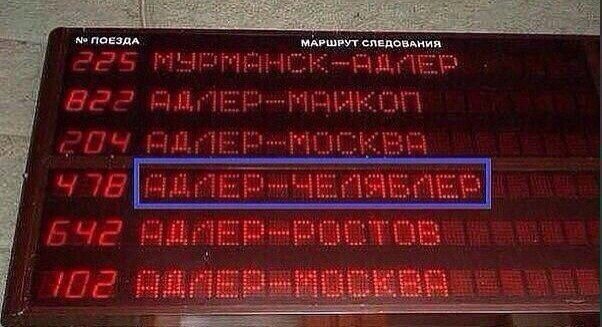 № ПОЕЗДА МАРШРУТ СЛЕДОВАНИЯ
225 МУРМАНСК-АДЛЕР
822 АДЛЕР-МАЙКОП
204 АДЛЕР-МОСКВА
478 АДЛЕР-ЧЕЛЯБЛЕР
642 АДЛЕР-РОСТОВ
102 АДЛЕР-МОСКВА